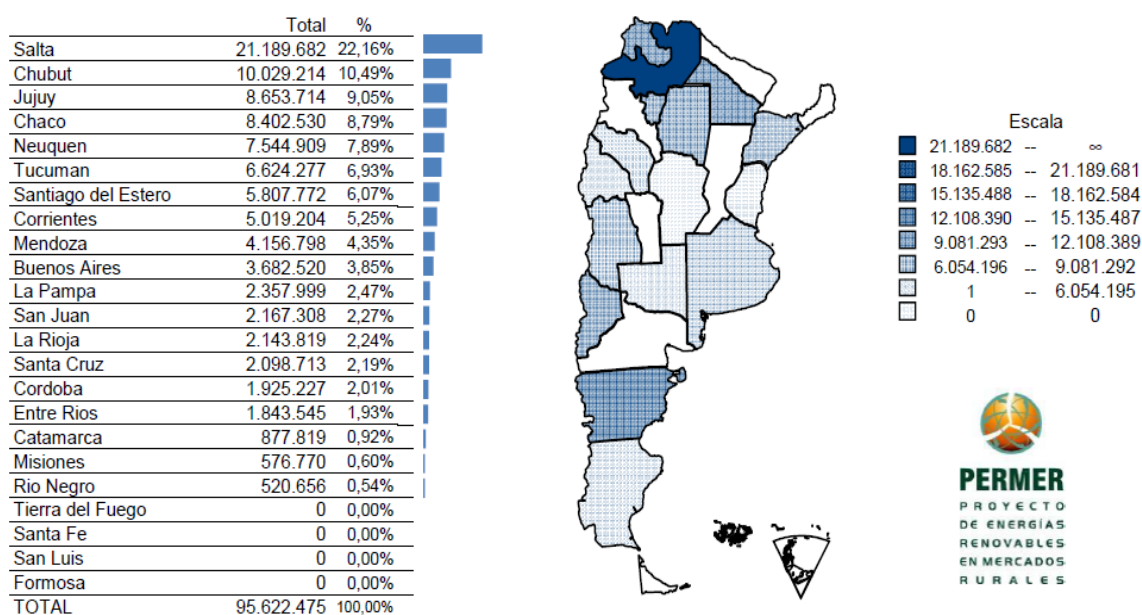 Total %
Salta 21.189.682 22,16%
Chubut 10.029.214 10,49%
Jujuy 8.653.714 9,05%
Chaco 8.402.530 8,79%
Neuquen 7.544.909 7,89%
Tucuman 6.624.277 6,93%
Santiago del Estero 5.807.772 6,07%
Corrientes 5.019.204 5,25%
Mendoza 4.156.798 4,35%
Buenos Aires 3.682.520 3,85%
La Pampa 2.357.999 2,47%
San Juan 2.167.308 2,27%
La Rioja 2.143.819 2,24%
Santa Cruz 2.098.713 2,19%
Cordoba 1.925.227 2,01%
Entre Rios 1.843.545 1,93%
Catamarca 877.819 0,92%
Misiones 576.770 0,60%
Rio Negro 520.656 0,54%
Tierra del Fuego 0 0,00%
Santa Fe 0 0,00%
San Luis 0 0,00%
Formosa 0 0,00%
TOTAL 95.622.475 100,00%
Escala
21.189.682 -- ∞
18.162.585 -- 21.189.681
15.135.488 -- 18.162.584
12.108.390 -- 15.135.487
9.081.293 -- 12.108.389
6.054.196 -- 9.081.292
1 -- 6.054.195
0 0
PERMER
PROYECTO
DE ENERGÍAS
RENOVABLES
EN MERCADOS
RURALES